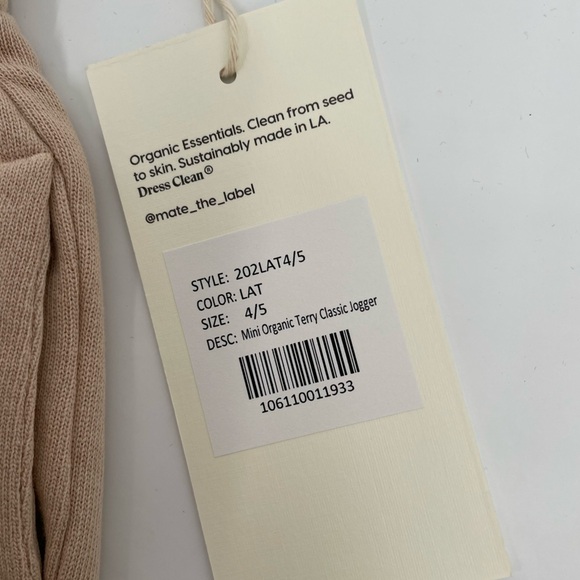 Organic Essentials. Clean from seed
to skin. Sustainably made in LA.
Dress Clean®
@mate_the_label
STYLE: 202LAT4/5
COLOR: LAT
SIZE: 4/5
DESC: Mini Organic Terry Classic Jogger
106110011933